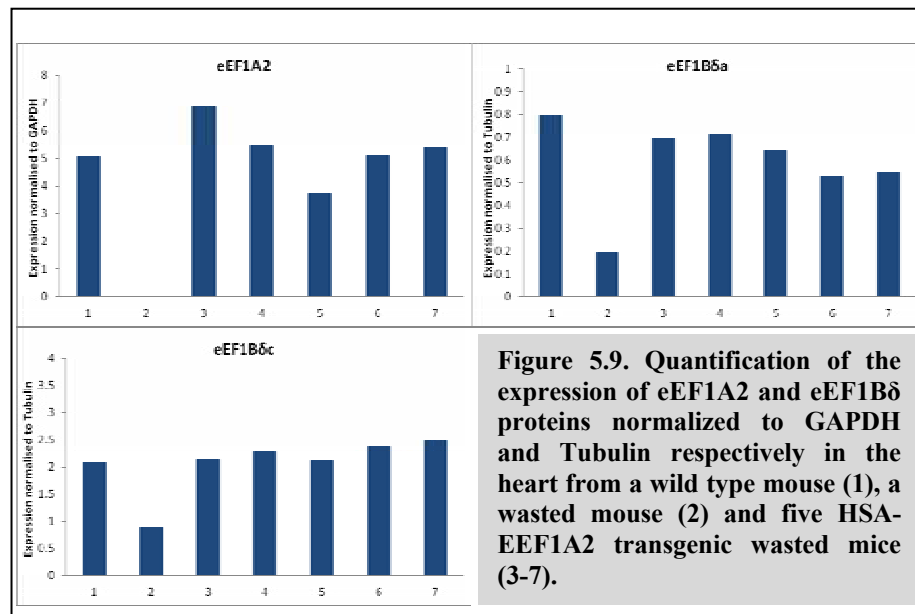 eEF1A2
Expression normalised to GAPDH
8
7
6
5
4
3
2
1
0
1 2 3 4 5 6 7
eEF1Bδa
Expression normalised to Tubulin
1
0.9
0.8
0.7
0.6
0.5
0.4
0.3
0.2
0.1
0
1 2 3 4 5 6 7
eEF1Bδc
Expression normalised to Tubulin
4
3.5
3
2.5
2
1.5
1
0.5
0
1 2 3 4 5 6 7
Figure 5.9. Quantification of the
expression of eEF1A2 and eEF1Bδ
proteins normalized to GAPDH
and Tubulin respectively in the
heart from a wild type mouse (1), a
wasted mouse (2) and five HSA-
EEF1A2 transgenic wasted mice
(3-7).